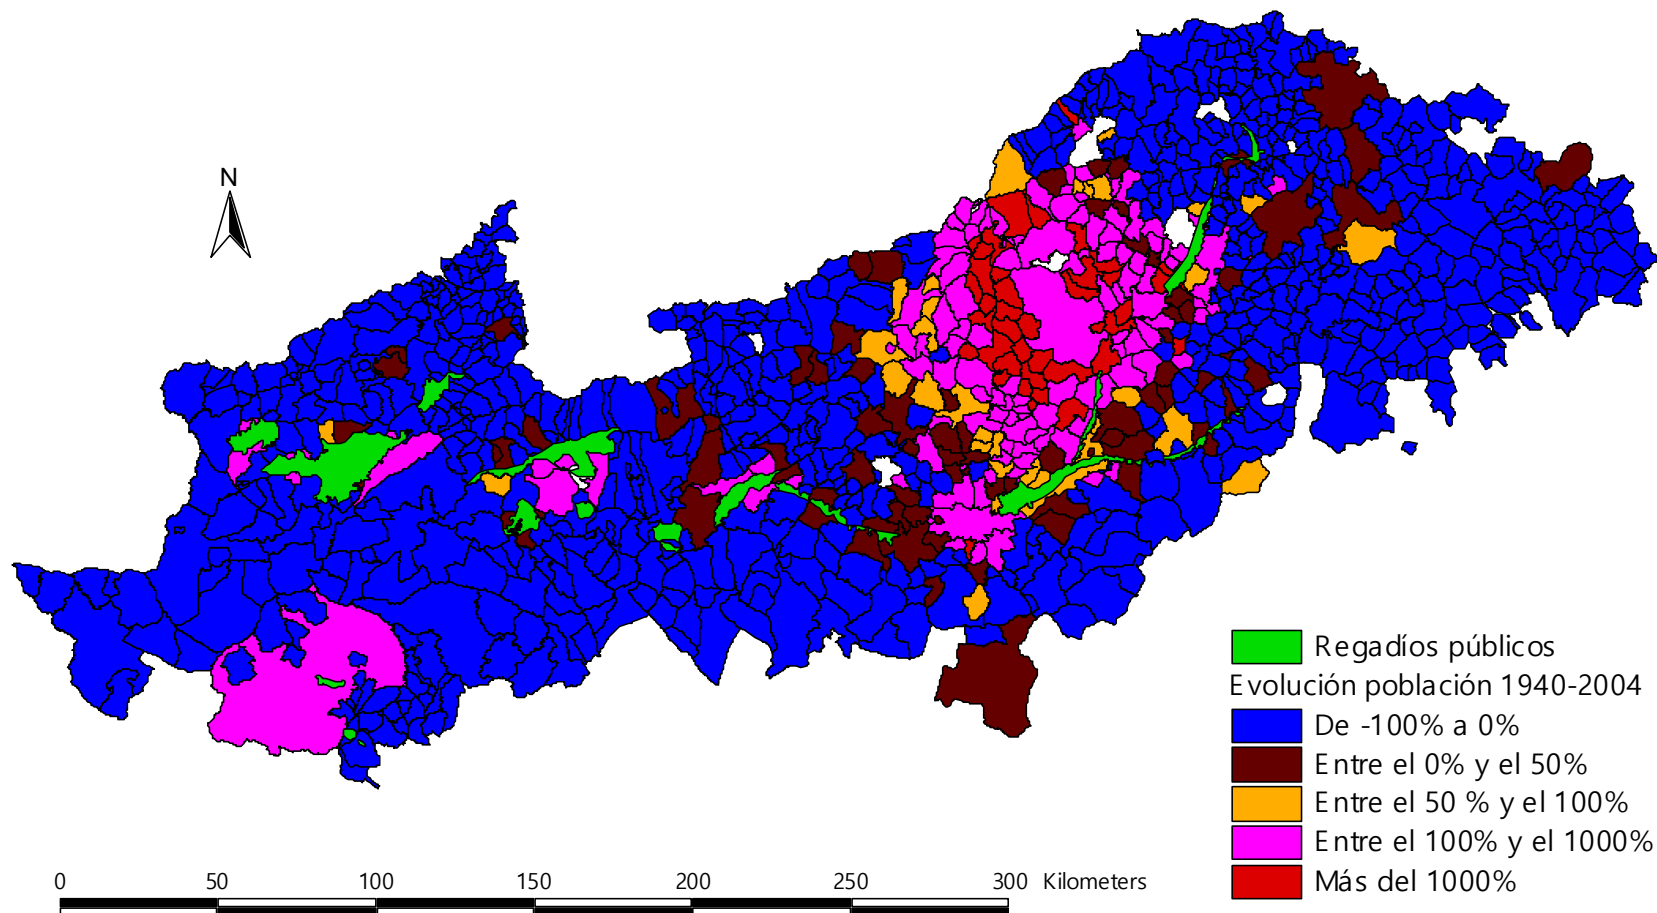 N
Regadíos públicos
Evolución población 1940-2004
De -100% a 0%
Entre el 0% y el 50%
Entre el 50 % y el 100%
Entre el 100% y el 1000%
Más del 1000%
0 50 100 150 200 250 300 Kilometers